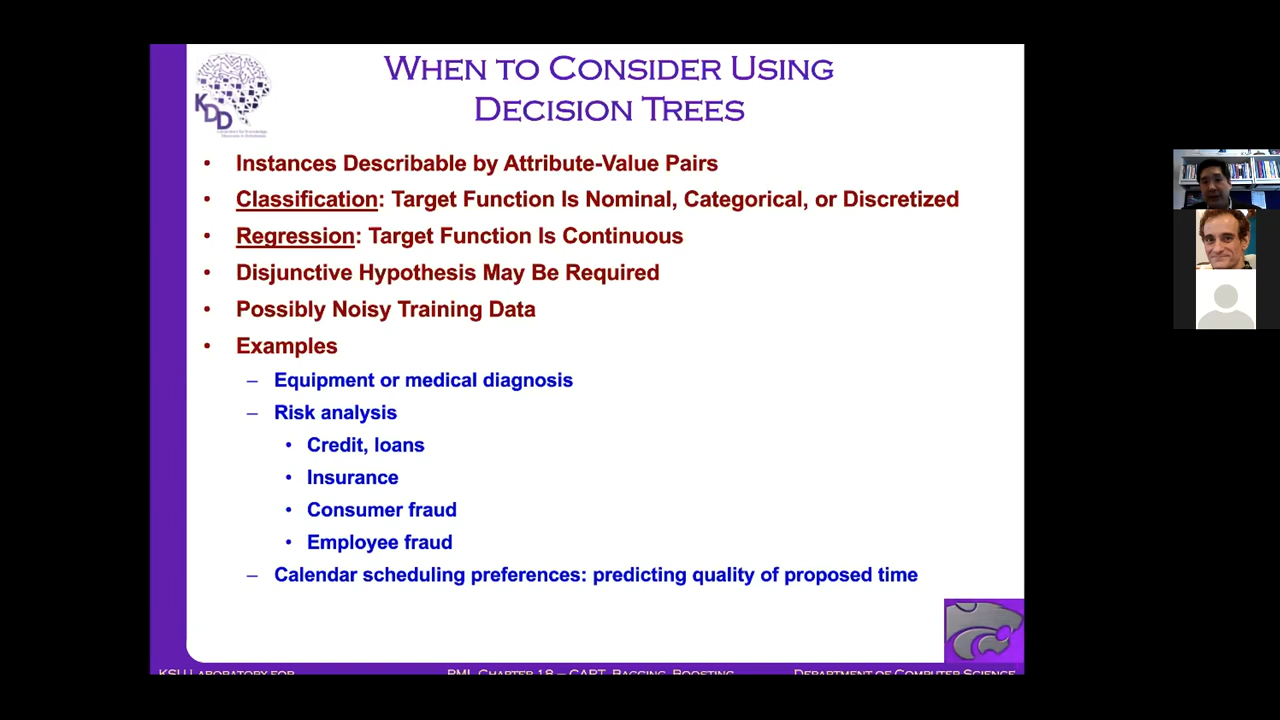 When to Consider Using
Decision Trees
KDD
• Instances Describable by Attribute-Value Pairs
• Classification: Target Function Is Nominal, Categorical, or Discretized
• Regression: Target Function Is Continuous
• Disjunctive Hypothesis May Be Required
• Possibly Noisy Training Data
• Examples
– Equipment or medical diagnosis
– Risk analysis
• Credit, loans
• Insurance
• Consumer fraud
• Employee fraud
– Calendar scheduling preferences: predicting quality of proposed time
KSU Laboratory for
PML Chapter 18 – CART, Bagging, Boosting
Department of Computer Science